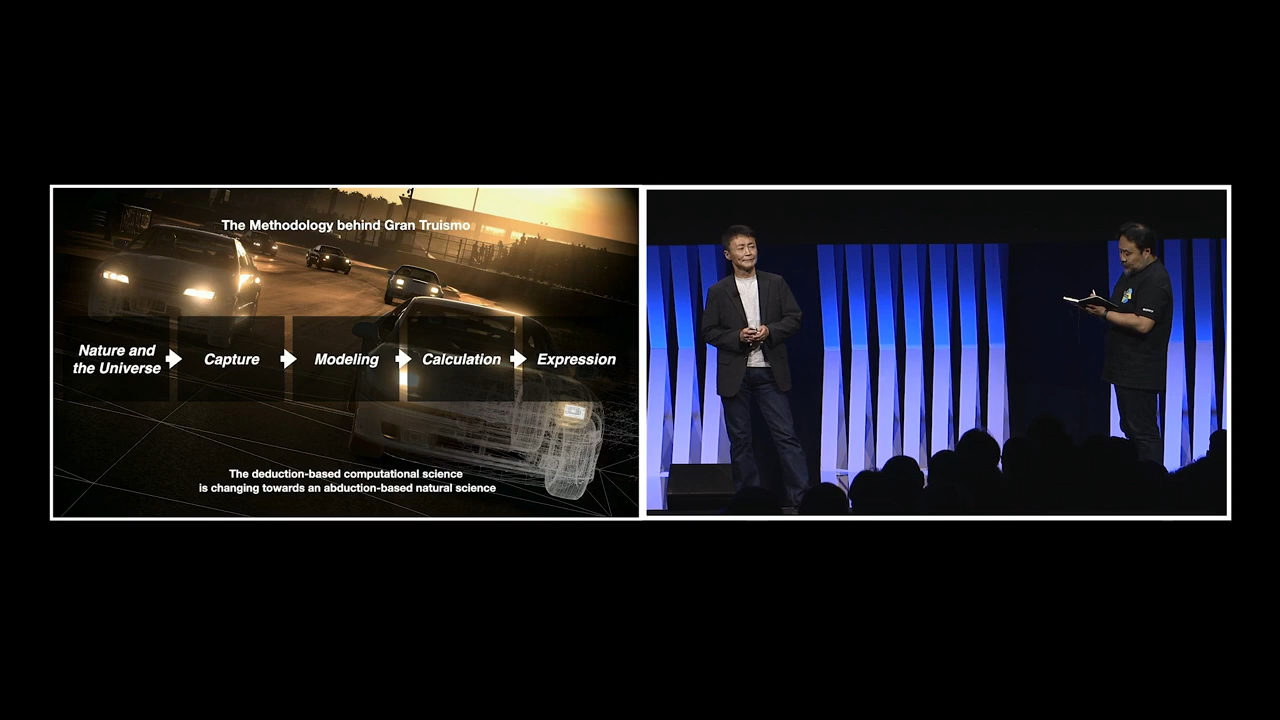 The Methodology behind Gran Truismo
Nature and
the Universe
Capture
Modeling
Calculation
Expression
The deduction-based computational science
is changing towards an abduction-based natural science